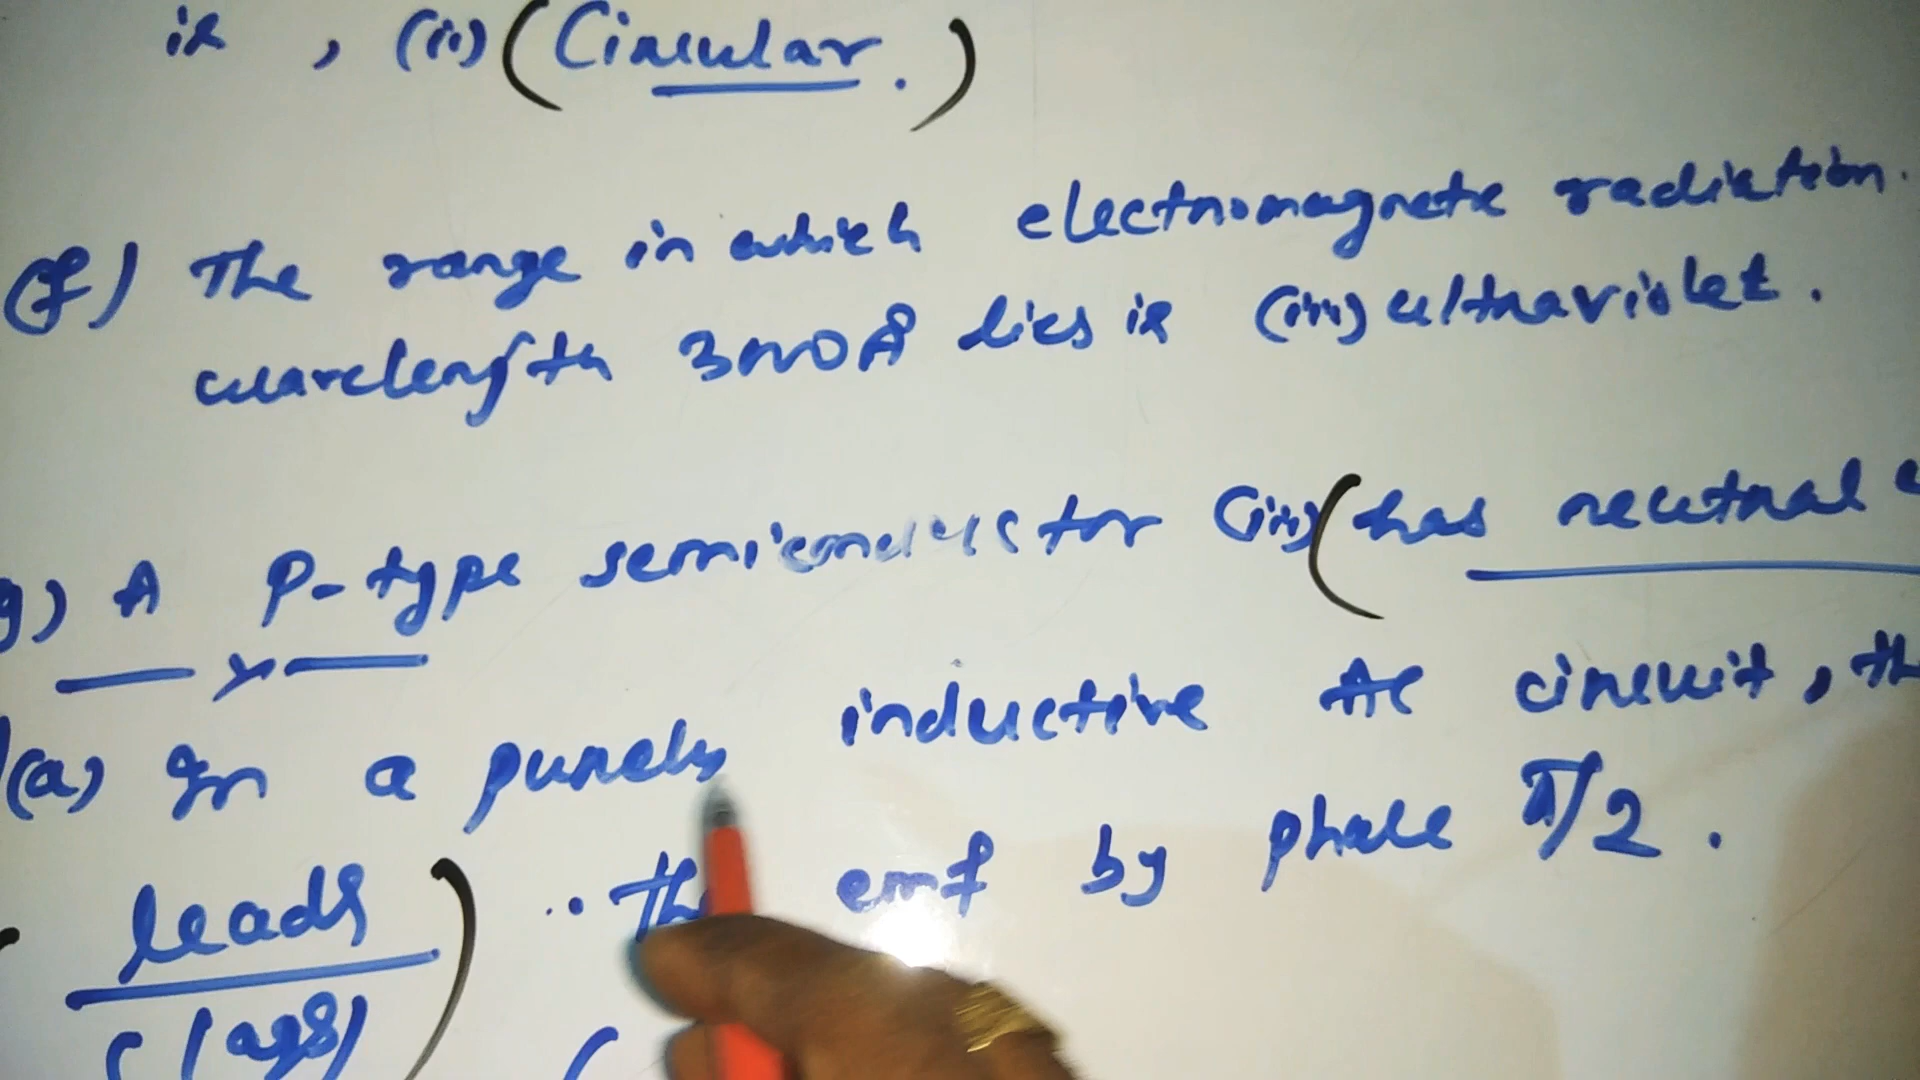 is , (ii) (Circular.)
(f) The range in which electromagnetic radiation.
wavelength 3000Å lies is (iii) ultraviolet.
g) A P-type semiconductor (iii) (has neutral
(a) In a purely inductive AC circuit, th
leads) .. the emf by phase π/2.
(lags)